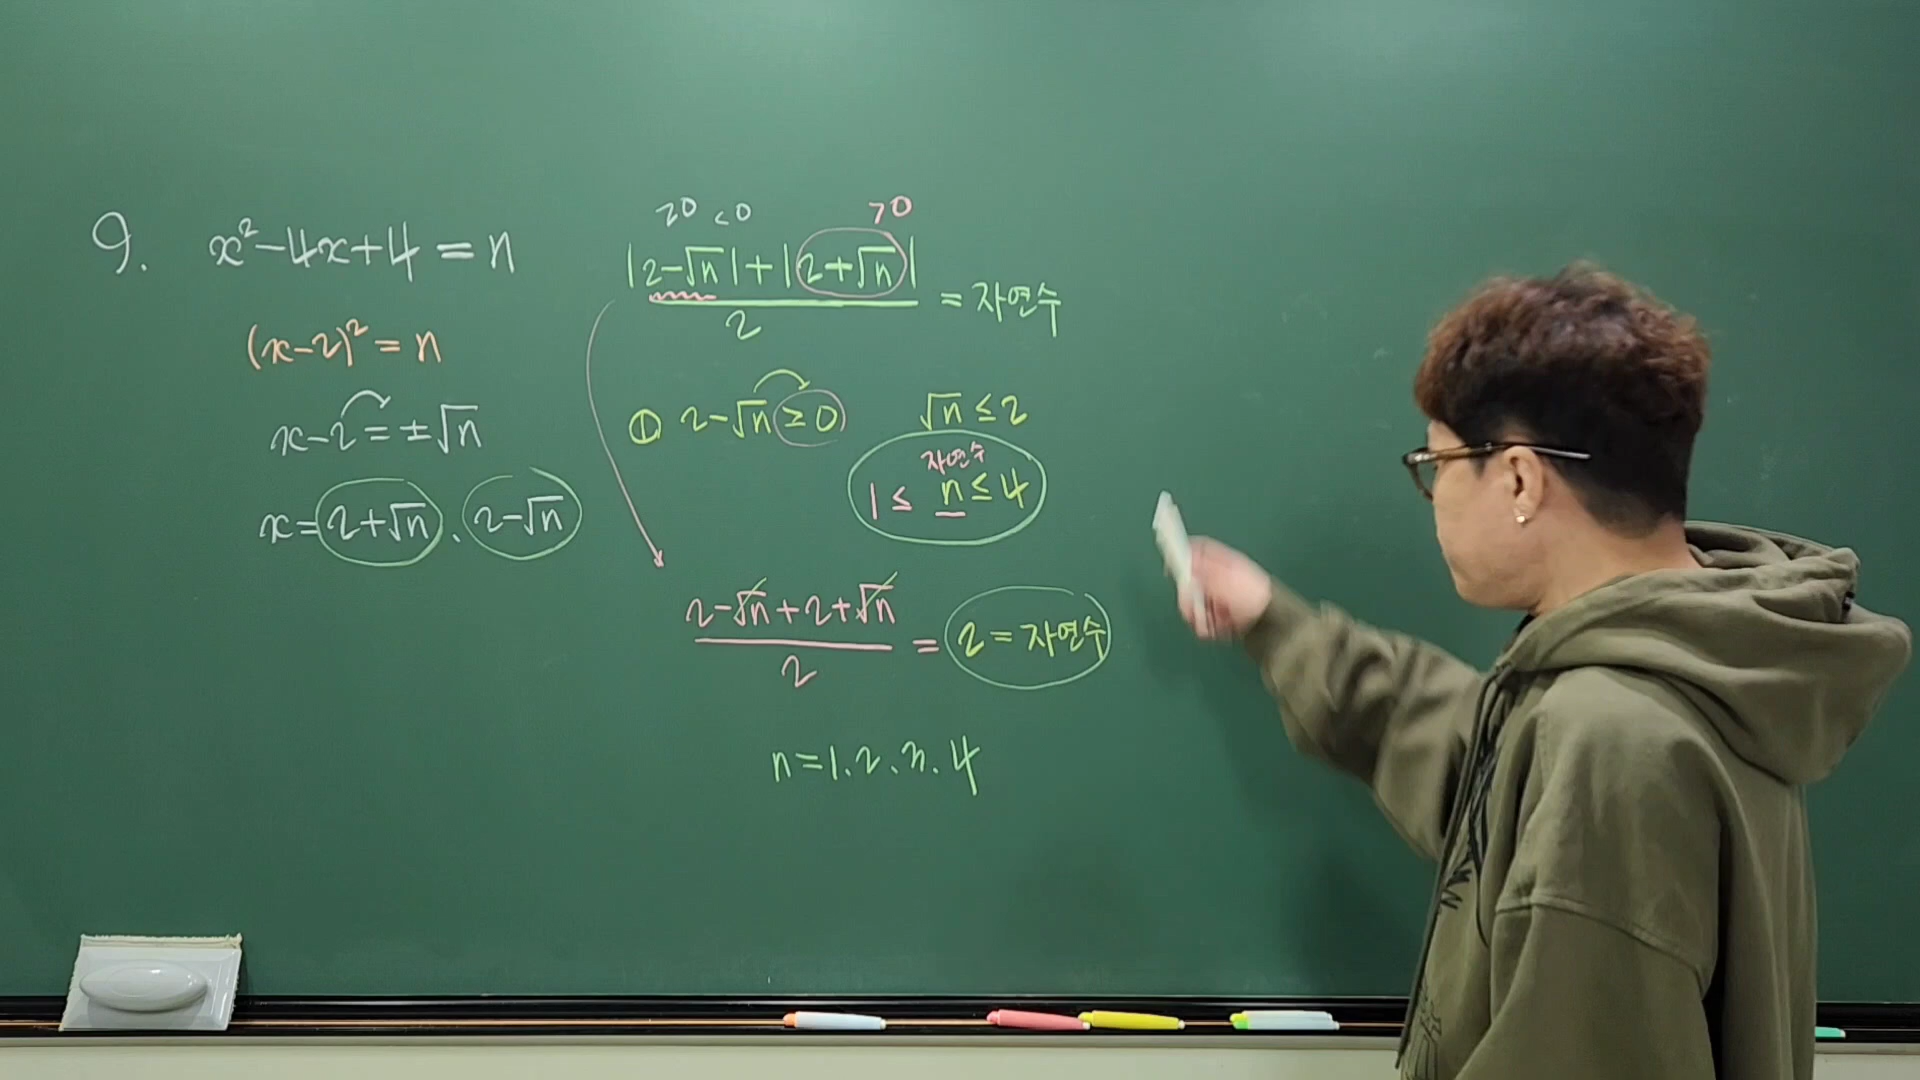 9. x²-4x+4=n
(x-2)²=n
x-2=±√n
x=2+√n, 2-√n
≥0 <0 >0
|2-√n|+|2+√n|
2
= 자연수
① 2-√n≥0
√n≤2
자연수
1≤ n≤4
2-√n+2+√n
2
= 2=자연수
n=1.2.3.4